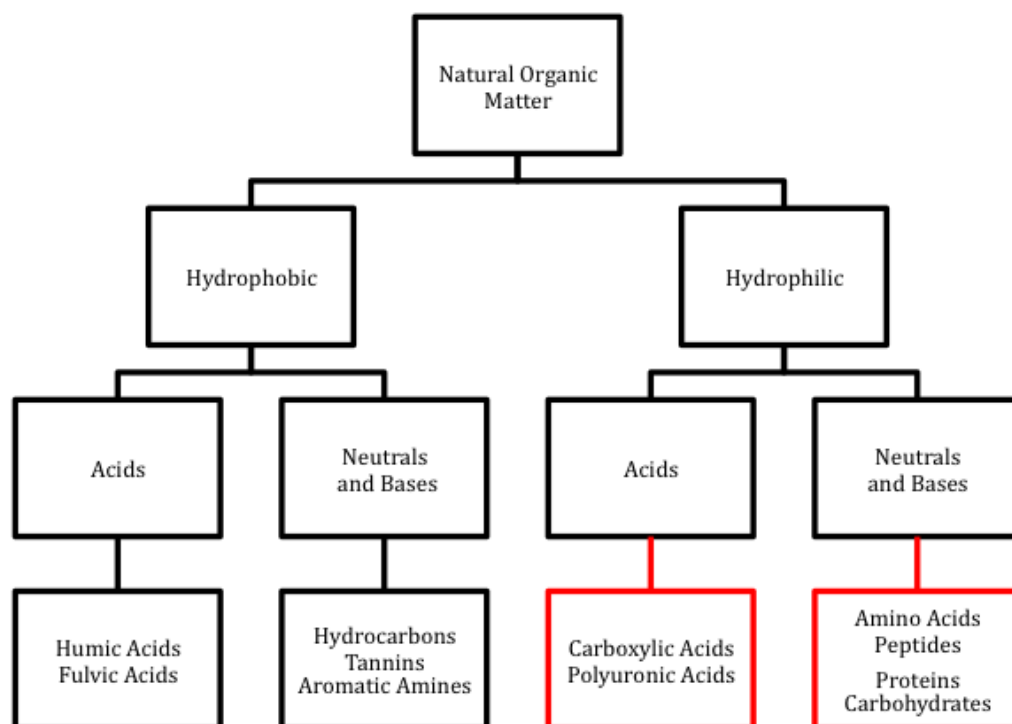 Natural Organic
Matter
Hydrophobic
Hydrophilic
Acids
Neutrals
and Bases
Acids
Neutrals
and Bases
Humic Acids
Fulvic Acids
Hydrocarbons
Tannins
Aromatic Amines
Carboxylic Acids
Polyuronic Acids
Amino Acids
Peptides
Proteins
Carbohydrates